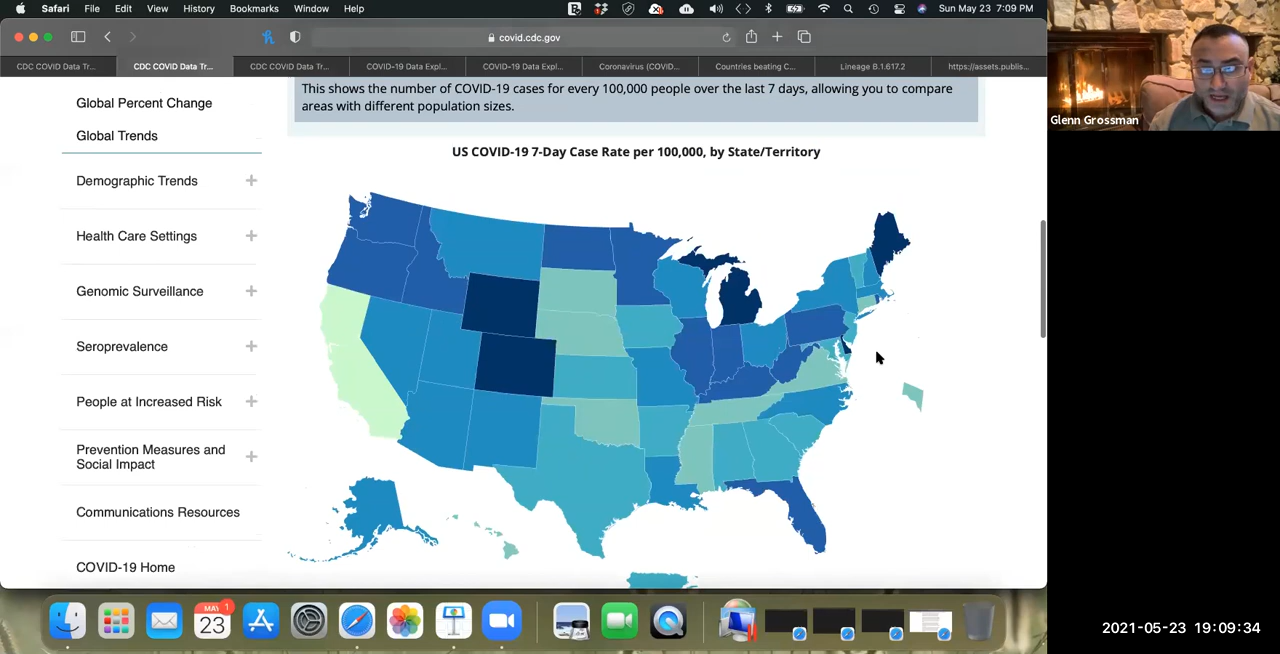 Safari File Edit View History Bookmarks Window Help
Sun May 23 7:09 PM
covid.cdc.gov
CDC COVID Data Tr...
CDC COVID Data Tr...
CDC COVID Data Tr...
COVID-19 Data Expl...
COVID-19 Data Expl...
Coronavirus (COVID...
Countries beating C...
Lineage B.1.617.2
https://assets.publis...
Global Percent Change
Global Trends
Demographic Trends
Health Care Settings
Genomic Surveillance
Seroprevalence
People at Increased Risk
Prevention Measures and
Social Impact
Communications Resources
COVID-19 Home
This shows the number of COVID-19 cases for every 100,000 people over the last 7 days, allowing you to compare
areas with different population sizes.
US COVID-19 7-Day Case Rate per 100,000, by State/Territory
Glenn Grossman
MAY
23
1
2021-05-23 19:09:34